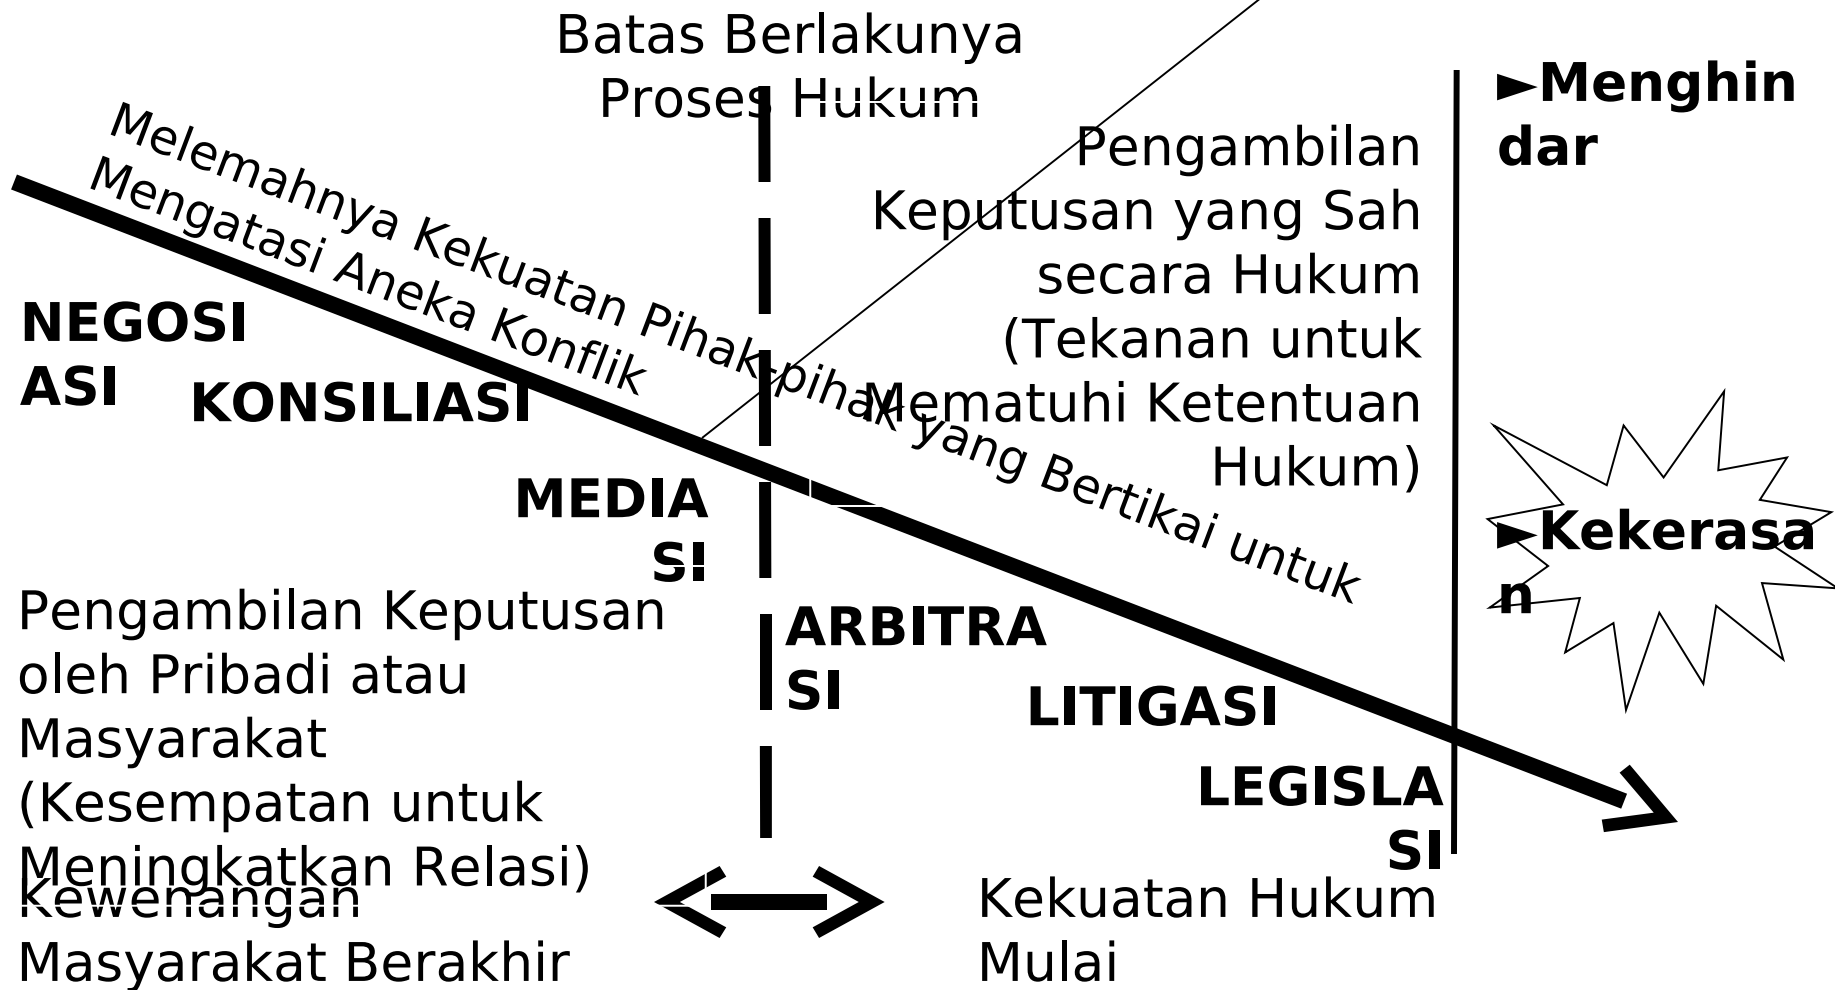 Batas Berlakunya
Proses Hukum
Melemahnya Kekuatan Pihak-pihak yang Bertikai untuk
Mengatasi Aneka Konflik
Pengambilan
Keputusan yang Sah
secara Hukum
(Tekanan untuk
Mematuhi Ketentuan
Hukum)
►Menghin
dar
►Kekerasa
n
NEGOSI
ASI
KONSILIASI
MEDIA
SI
ARBITRA
SI
LITIGASI
LEGISLA
SI
Pengambilan Keputusan
oleh Pribadi atau
Masyarakat
(Kesempatan untuk
Meningkatkan Relasi)
Kewenangan
Masyarakat Berakhir
Kekuatan Hukum
Mulai